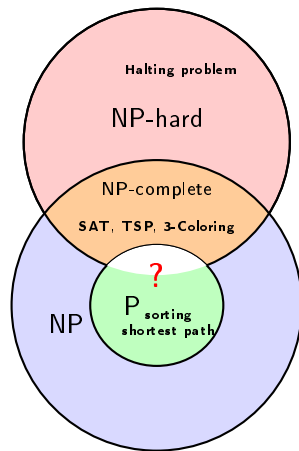 Halting problem
NP-hard
NP-complete
SAT, TSP, 3-Coloring
?
P sorting
shortest path
NP